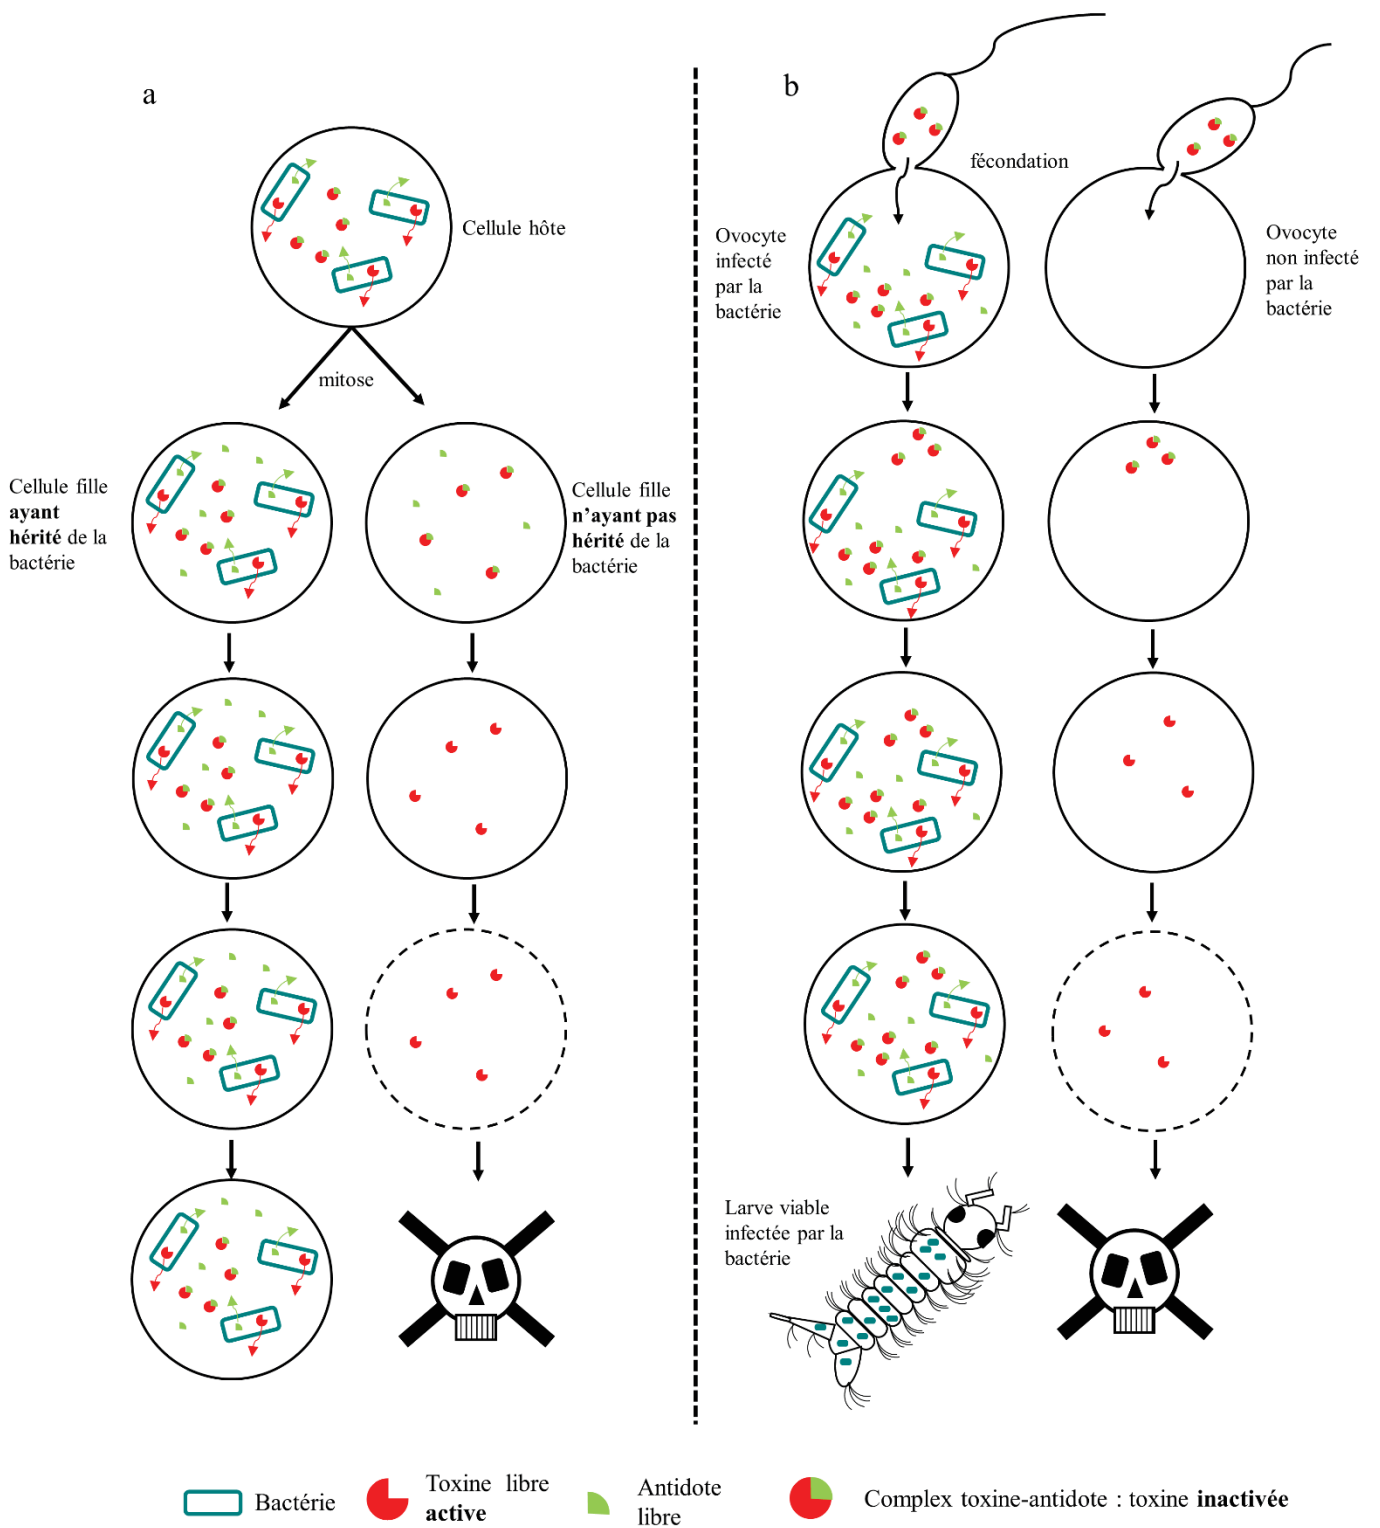 a
b
fécondation
Cellule hôte
Ovocyte
infecté
par la
bactérie
Ovocyte
non infecté
par la
bactérie
mitose
Cellule fille
ayant
hérité de la
bactérie
Cellule fille
n’ayant pas
hérité de la
bactérie
Larve viable
infectée par la
bactérie
Bactérie
Toxine libre
active
Antidote
libre
Complex toxine-antidote : toxine inactivée